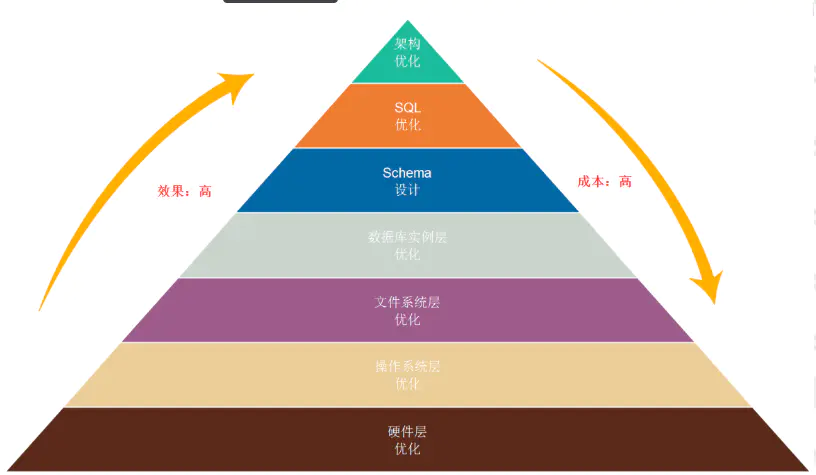 架构
优化
SQL
优化
效果：高
成本：高
Schema
设计
数据库实例层
优化
文件系统层
优化
操作系统层
优化
硬件层
优化